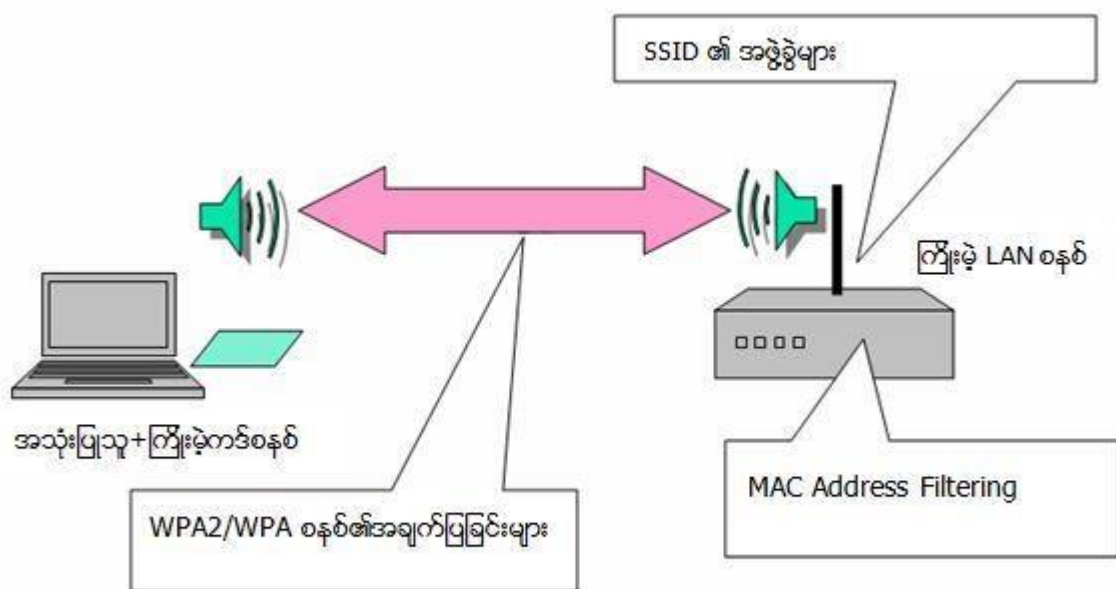 SSID ၏ အဖွဲ့ခွဲများ
ကြိုးမဲ့ LAN စနစ်
အသုံးပြုသူ+ကြိုးမဲ့ကဒ်စနစ်
MAC Address Filtering
WPA2/WPA စနစ်၏အချက်ပြခြင်းများ